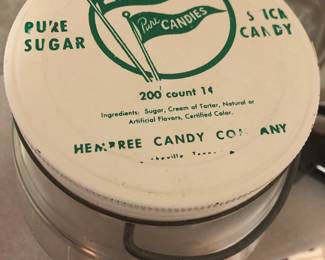 PURE SUGAR
STICK CANDY
Pure CANDIES
200 count 1¢
Ingredients: Sugar, Cream of Tartar, Natural or
Artificial Flavors, Certified Color.
HEMBREE CANDY COMPANY